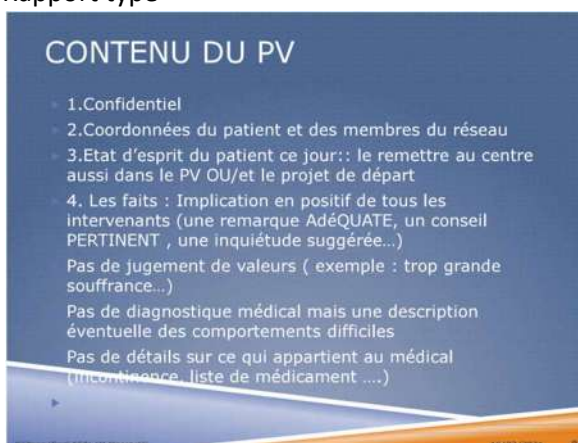 CONTENU DU PV
1.Confidentiel
2.Coordonnées du patient et des membres du réseau
3.Etat d'esprit du patient ce jour:: le remettre au centre
aussi dans le PV OU/et le projet de départ
4. Les faits : Implication en positif de tous les
intervenants (une remarque AdéQUATE, un conseil
PERTINENT , une inquiétude suggérée...)
Pas de jugement de valeurs ( exemple : trop grande
souffrance...)
Pas de diagnostique médical mais une description
éventuelle des comportements difficiles
Pas de détails sur ce qui appartient au médical
(incontinence, liste de médicament ....)